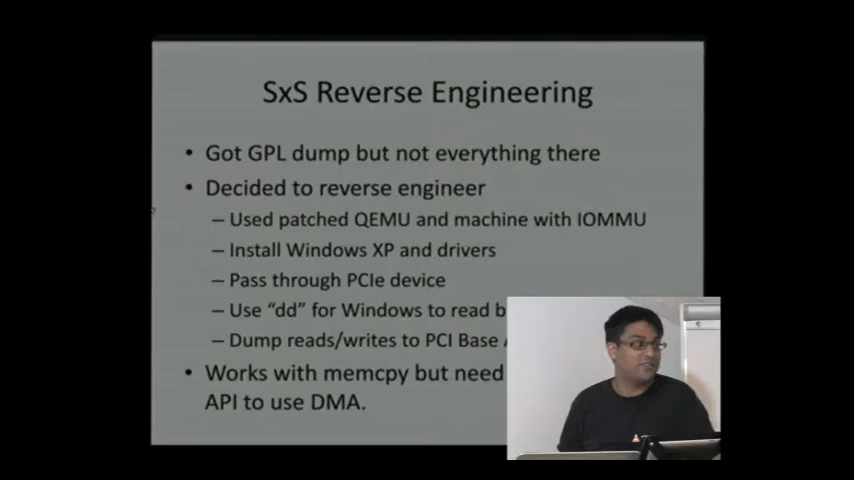 SxS Reverse Engineering
• Got GPL dump but not everything there
• Decided to reverse engineer
– Used patched QEMU and machine with IOMMU
– Install Windows XP and drivers
– Pass through PCIe device
– Use “dd” for Windows to read
– Dump reads/writes to PCI Base
• Works with memcpy but need
API to use DMA.